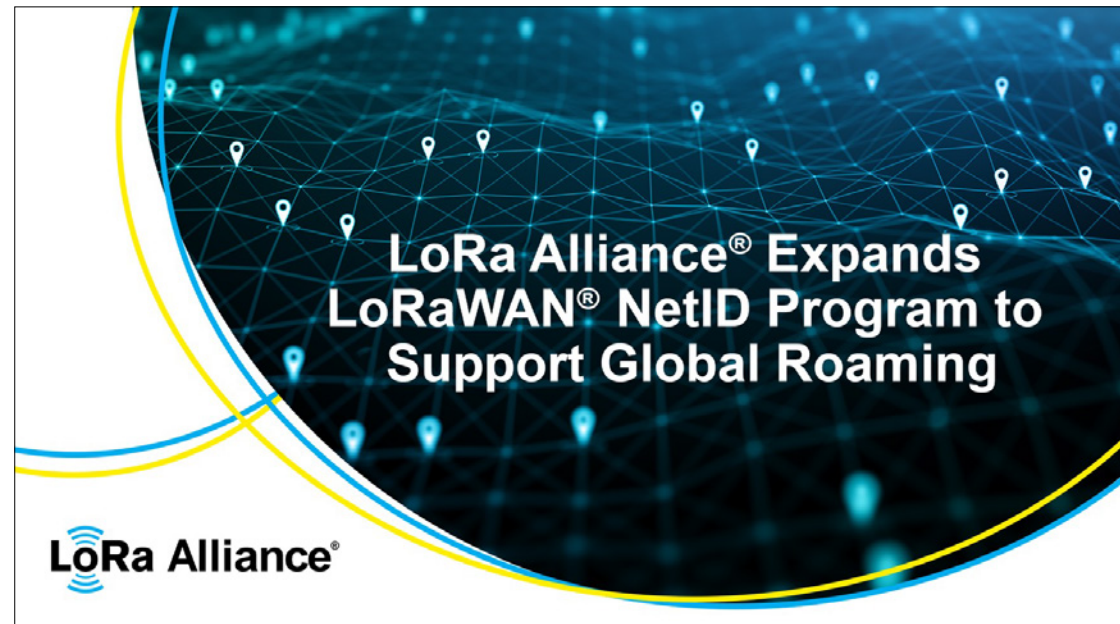 LoRa Alliance® Expands
LoRaWAN® NetID Program to
Support Global Roaming
LoRa Alliance®